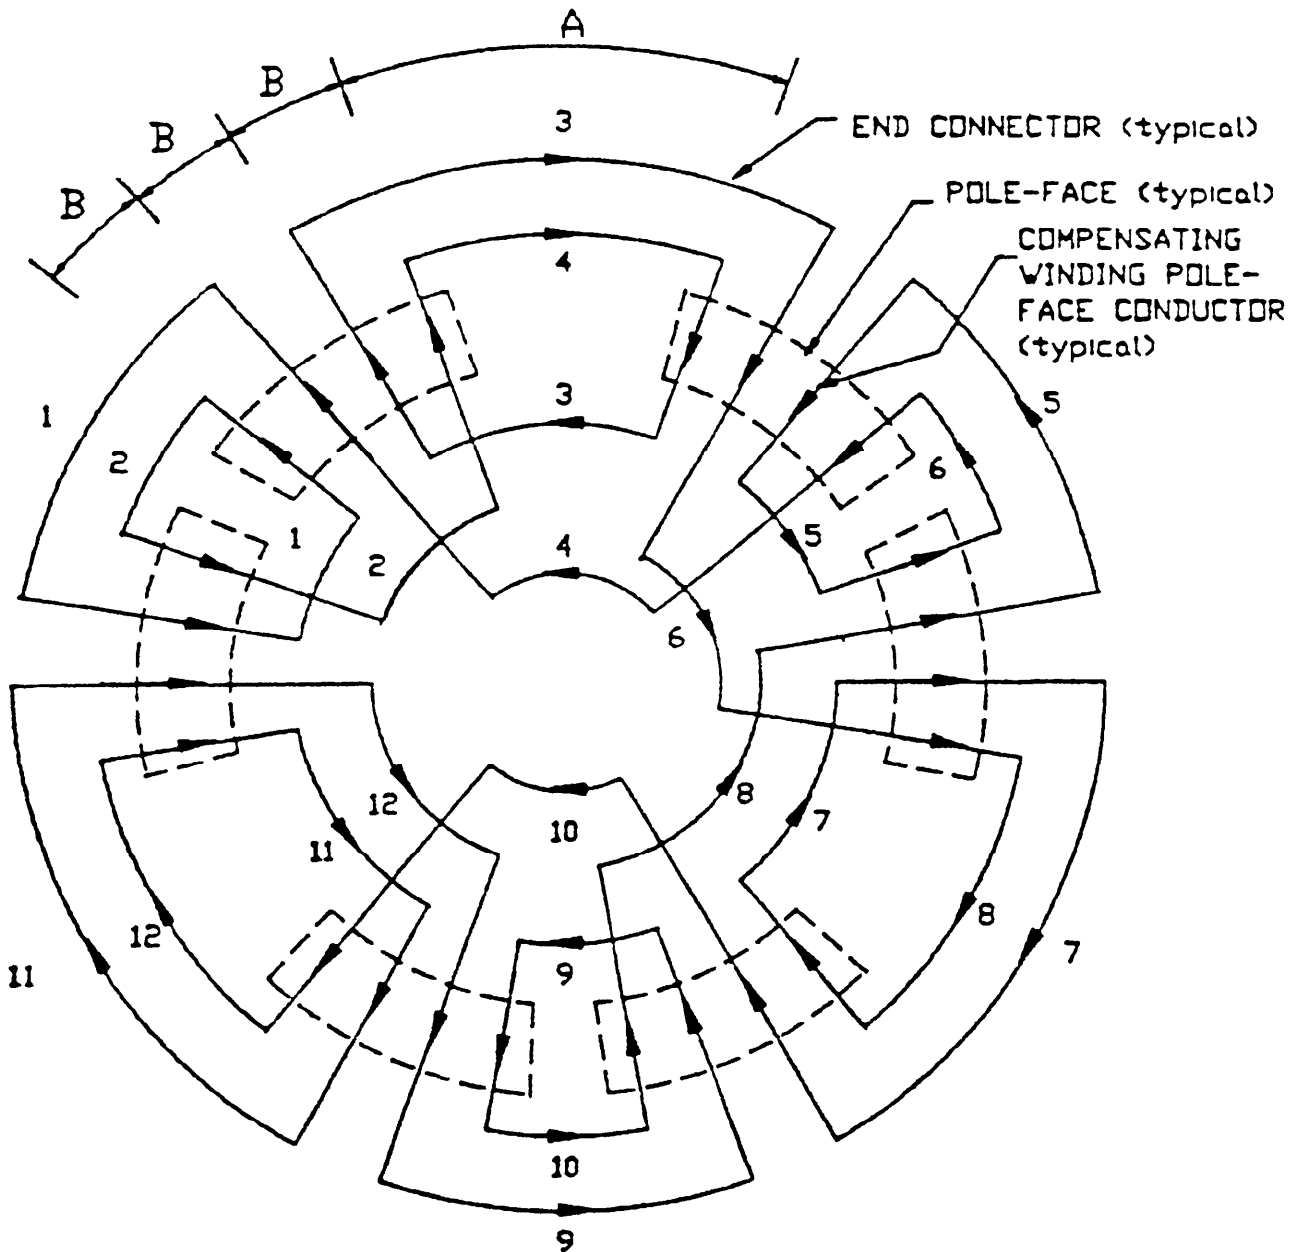 A
B
B
B
3
END CONNECTOR (typical)
POLE-FACE (typical)
COMPENSATING
WINDING POLE-
FACE CONDUCTOR
(typical)
4
3
1
2
1
2
4
5
6
5
6
12
11
10
8
7
12
11
9
10
9
8
7